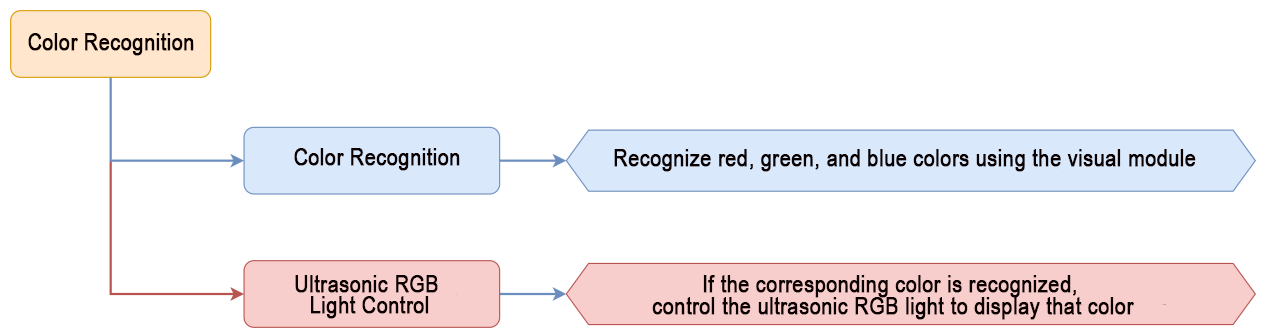 Color Recognition
Color Recognition
Recognize red, green, and blue colors using the visual module
Ultrasonic RGB
Light Control
If the corresponding color is recognized,
control the ultrasonic RGB light to display that color